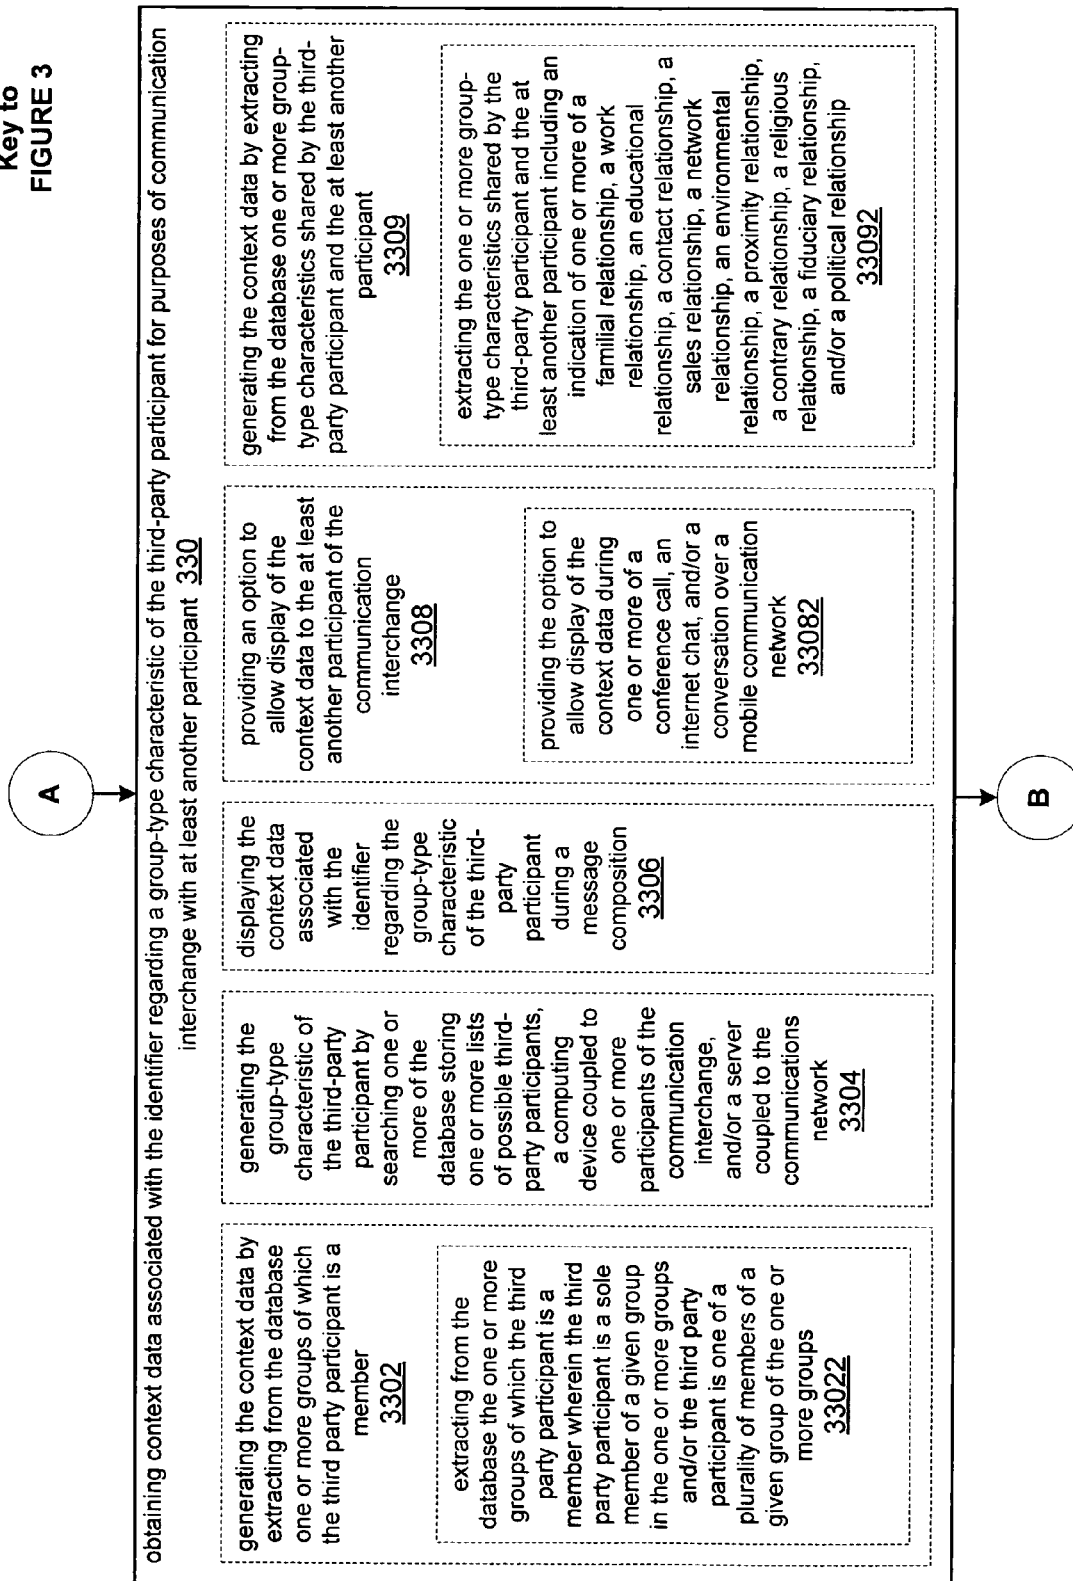 Key to
FIGURE 3
A
obtaining context data associated with the identifier regarding a group-type characteristic of the third-party participant for purposes of communication
interchange with at least another participant 330
generating the context data by
extracting from the database
one or more groups of which
the third party participant is a
member
3302
extracting from the
database the one or more
groups of which the third
party participant is a
member wherein the third
party participant is a sole
member of a given group
in the one or more groups
and/or the third party
participant is one of a
plurality of members of a
given group of the one or
more groups
33022
generating the
group-type
characteristic of
the third-party
participant by
searching one or
more of the
database storing
one or more lists
of possible third-
party participants,
a computing
device coupled to
one or more
participants of the
communication
interchange,
and/or a server
coupled to the
communications
network
3304
displaying the
context data
associated
with the
identifier
regarding the
group-type
characteristic
of the third-
party
participant
during a
message
composition
3306
providing an option to
allow display of the
context data to the at least
another participant of the
communication
interchange
3308
providing the option to
allow display of the
context data during
one or more of a
conference call, an
internet chat, and/or a
conversation over a
mobile communication
network
33082
generating the context data by extracting
from the database one or more group-
type characteristics shared by the third-
party participant and the at least another
participant
3309
extracting the one or more group-
type characteristics shared by the
third-party participant and the at
least another participant including an
indication of one or more of a
familial relationship, a work
relationship, an educational
relationship, a contact relationship, a
sales relationship, a network
relationship, an environmental
relationship, a proximity relationship,
a contrary relationship, a religious
relationship, a fiduciary relationship,
and/or a political relationship
33092
B